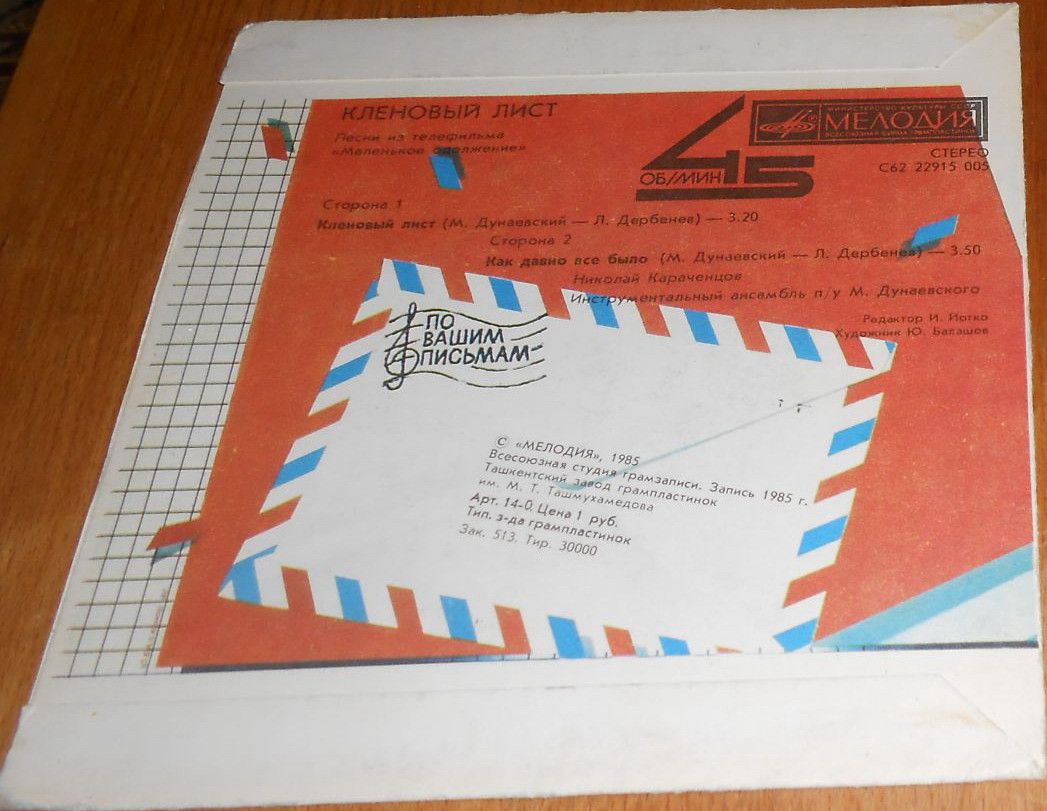 КЛЕНОВЫЙ ЛИСТ
Песни из телефильма
«Маленькое одолжение»
45
ОБ/МИН
МИНИСТЕРСТВО КУЛЬТУРЫ СССР
МЕЛОДИЯ
ВСЕСОЮЗНАЯ ФИРМА ГРАМПЛАСТИНОК
СТЕРЕО
С62 22915 005
Сторона 1
Кленовый лист (М. Дунаевский — Л. Дербенев) — 3.20
Сторона 2
Как давно все было (М. Дунаевский — Л. Дербенев) — 3.50
Николай Караченцов
Инструментальный ансамбль п/у М. Дунаевского
Редактор И. Йотко
Художник Ю. Балашов
ПО
ВАШИМ
ПИСЬМАМ
© «МЕЛОДИЯ», 1985
Всесоюзная студия грамзаписи. Запись 1985 г.
Ташкентский завод грампластинок
им. М. Т. Ташмухамедова
Арт. 14-0. Цена 1 руб.
Тип. з-да грампластинок
Зак. 513. Тир. 30000